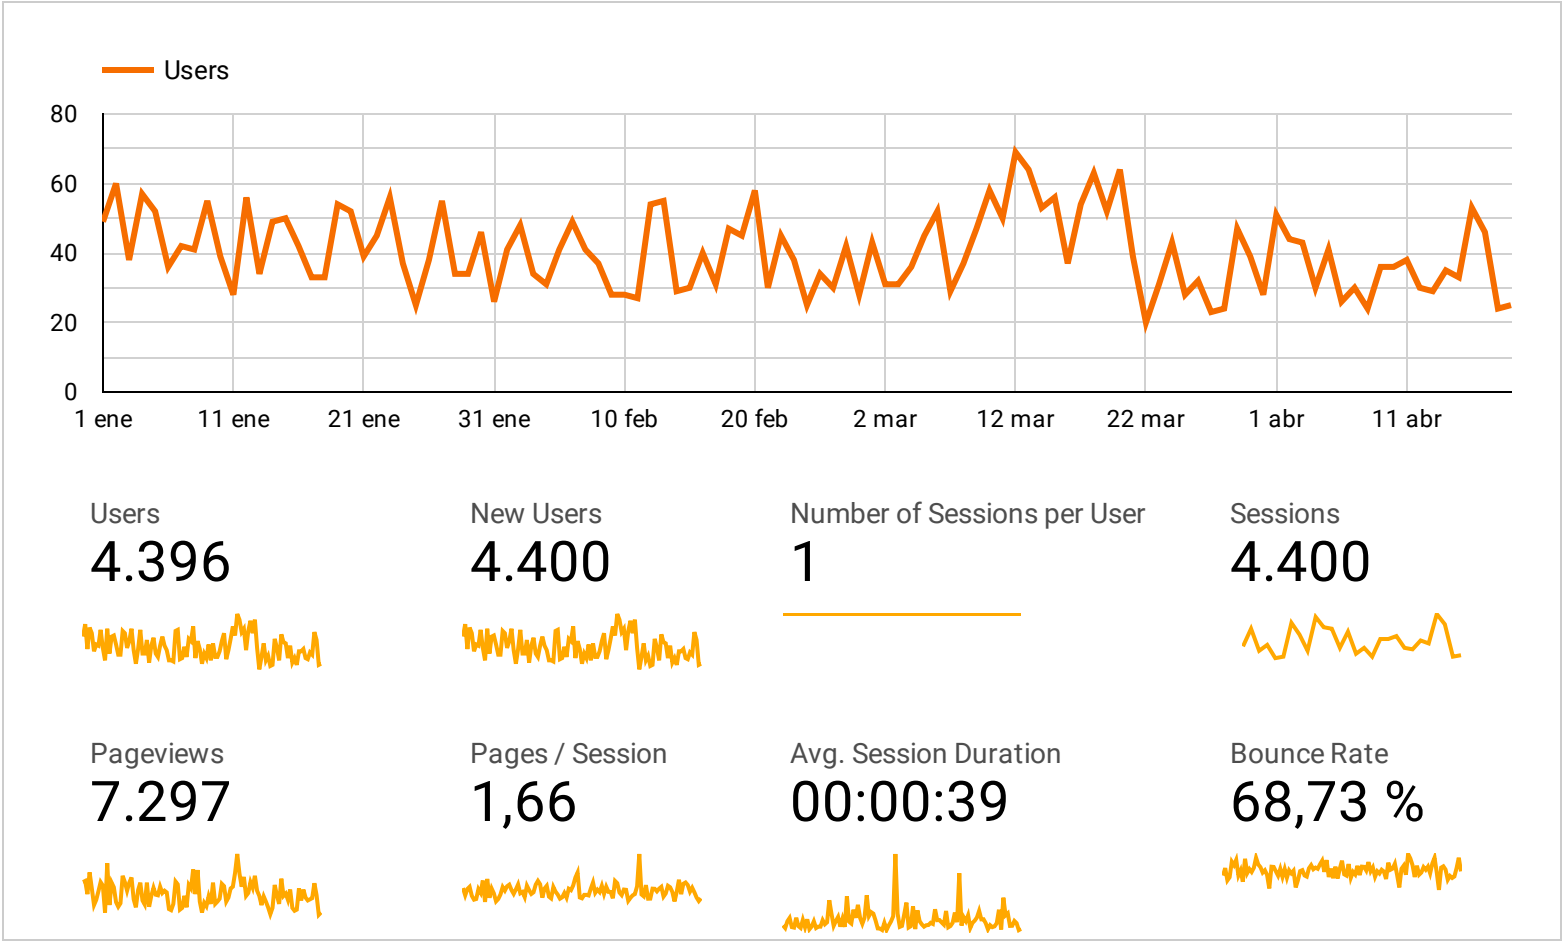 Users
80
60
40
20
0
1 ene 11 ene 21 ene 31 ene 10 feb 20 feb 2 mar 12 mar 22 mar 1 abr 11 abr
Users New Users Number of Sessions per User Sessions
4.396 4.400 1 4.400
Pageviews Pages / Session Avg. Session Duration Bounce Rate
7.297 1,66 00:00:39 68,73 %